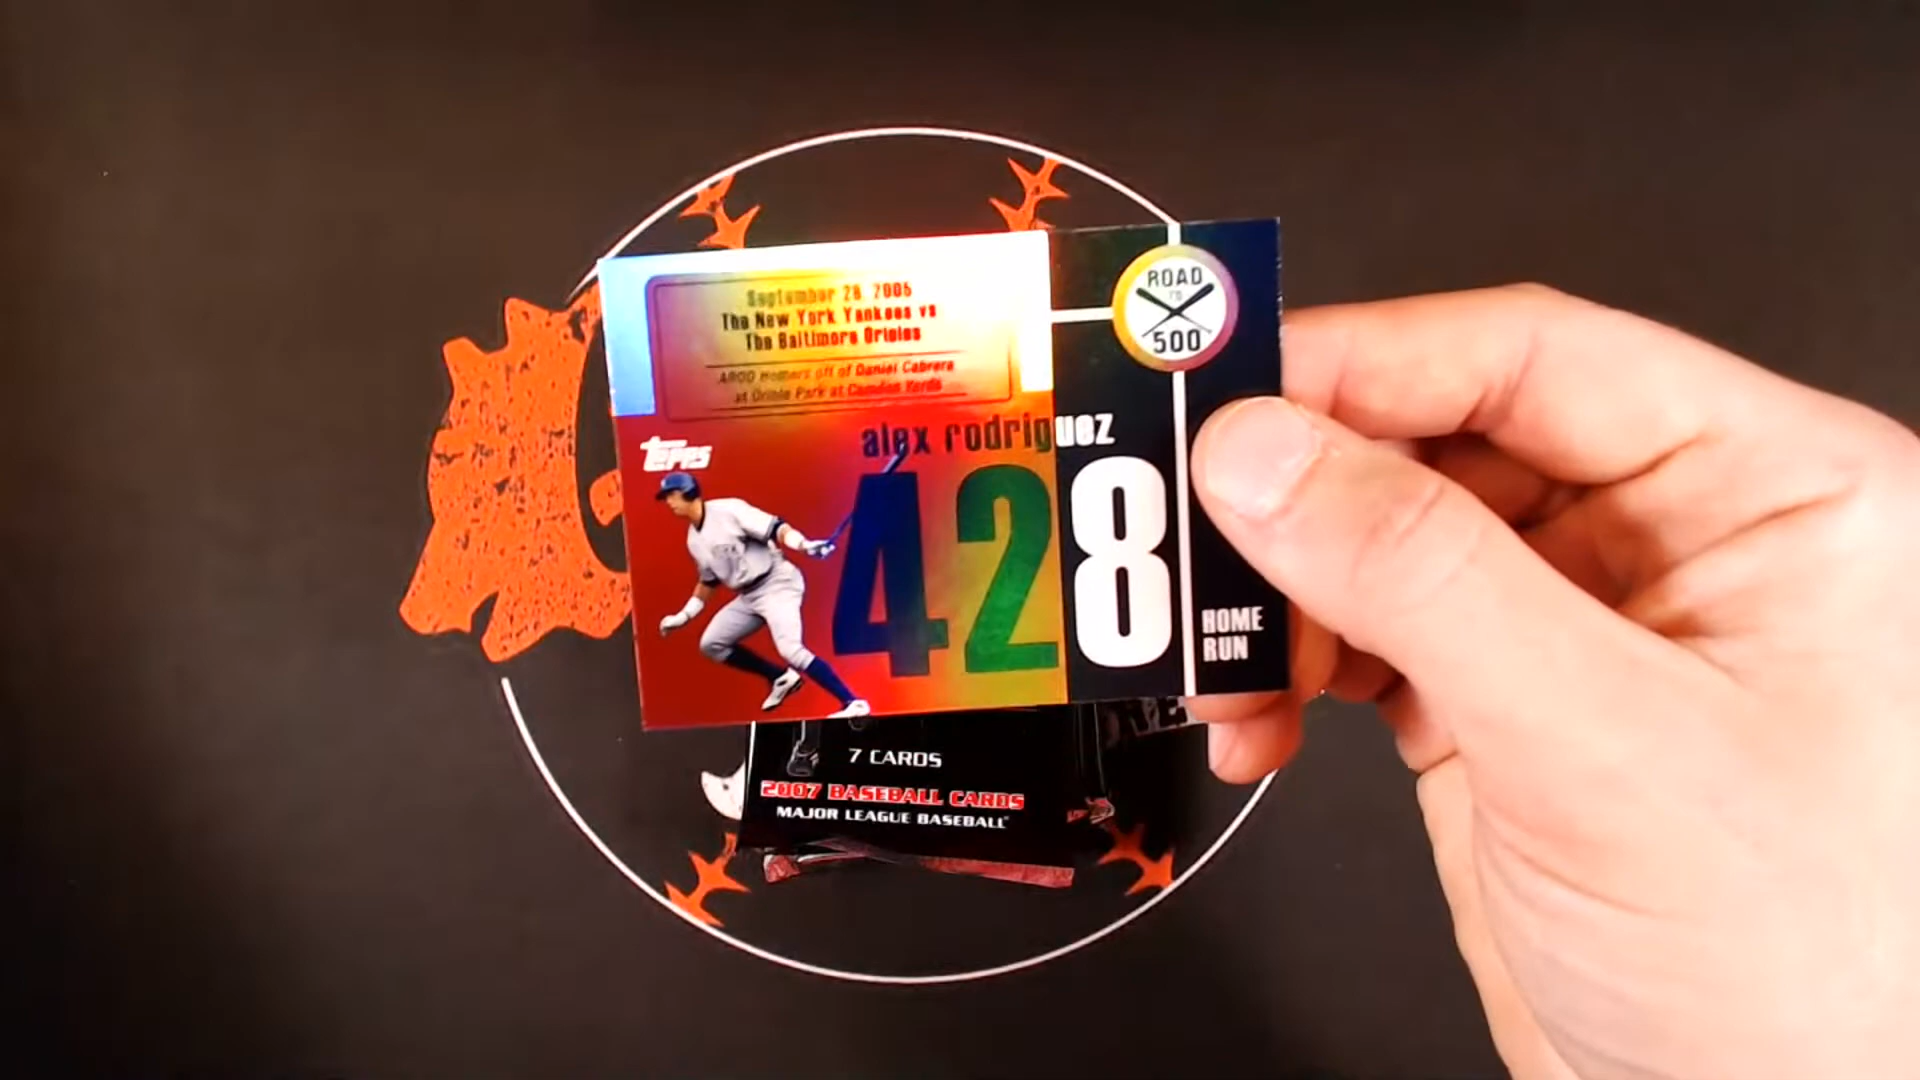 September 28, 2005
The New York Yankees vs
The Baltimore Orioles
AROD homers off of Daniel Cabrera
at Oriole Park at Camden Yards
ROAD
TO
500
Topps
alex rodriguez
428
HOME
RUN
7 CARDS
2007 BASEBALL CARDS
MAJOR LEAGUE BASEBALL